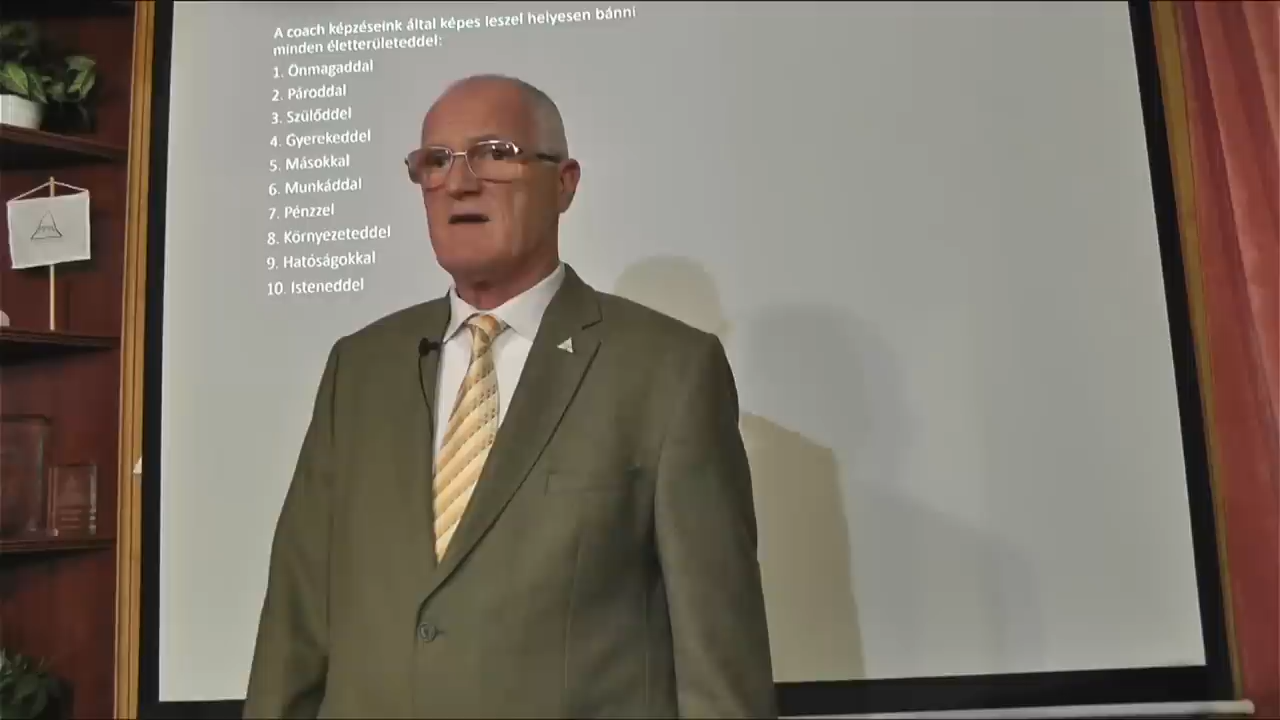 A coach képzéseink által képes leszel helyesen bánni
minden életterületeddel:
1. Önmagaddal
2. Pároddal
3. Szülőddel
4. Gyerekeddel
5. Másokkal
6. Munkáddal
7. Pénzzel
8. Környezeteddel
9. Hatóságokkal
10. Isteneddel